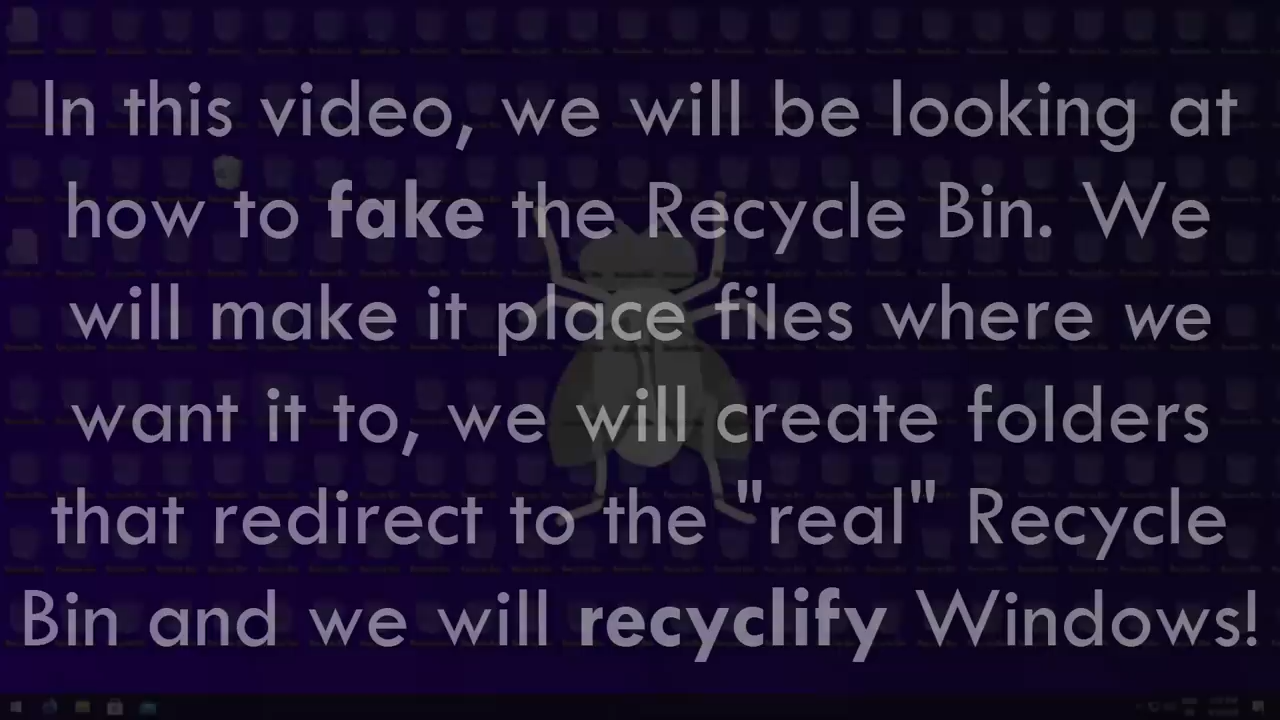 In this video, we will be looking at
how to fake the Recycle Bin. We
will make it place files where we
want it to, we will create folders
that redirect to the "real" Recycle
Bin and we will recyclify Windows!